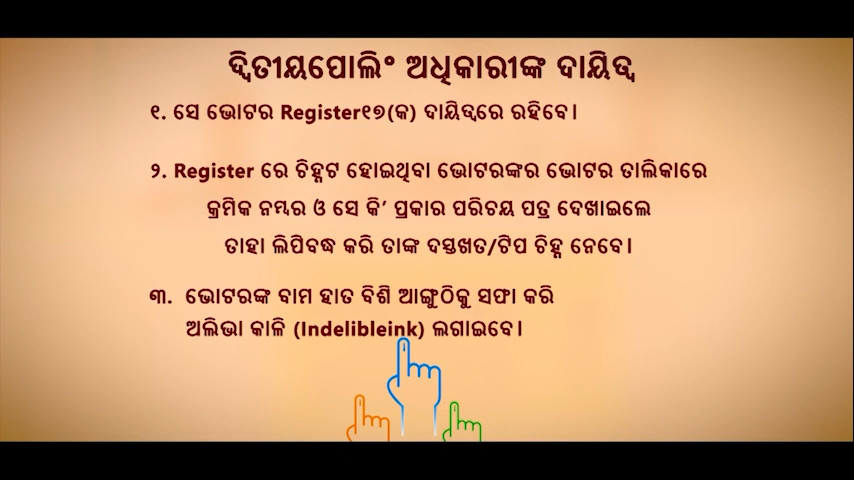 ଦ୍ୱିତୀୟପୋଲିଂ ଅଧିକାରୀଙ୍କ ଦାୟିତ୍ୱ
୧. ସେ ଭୋଟର Register୧୭(କ) ଦାୟିତ୍ୱରେ ରହିବେ।
୨. Register ରେ ଚିହ୍ନଟ ହୋଇଥିବା ଭୋଟରଙ୍କର ଭୋଟର ତାଲିକାରେ
କ୍ରମିକ ନମ୍ବର ଓ ସେ କି' ପ୍ରକାର ପରିଚୟ ପତ୍ର ଦେଖାଇଲେ
ତାହା ଲିପିବଦ୍ଧ କରି ତାଙ୍କ ଦସ୍ତଖତ/ଟିପ ଚିହ୍ନ ନେବେ।
୩. ଭୋଟରଙ୍କ ବାମ ହାତ ବିଶି ଆଙ୍ଗୁଠିକୁ ସଫା କରି
ଅଲିଭା କାଳି (Indelibleink) ଲଗାଇବେ।